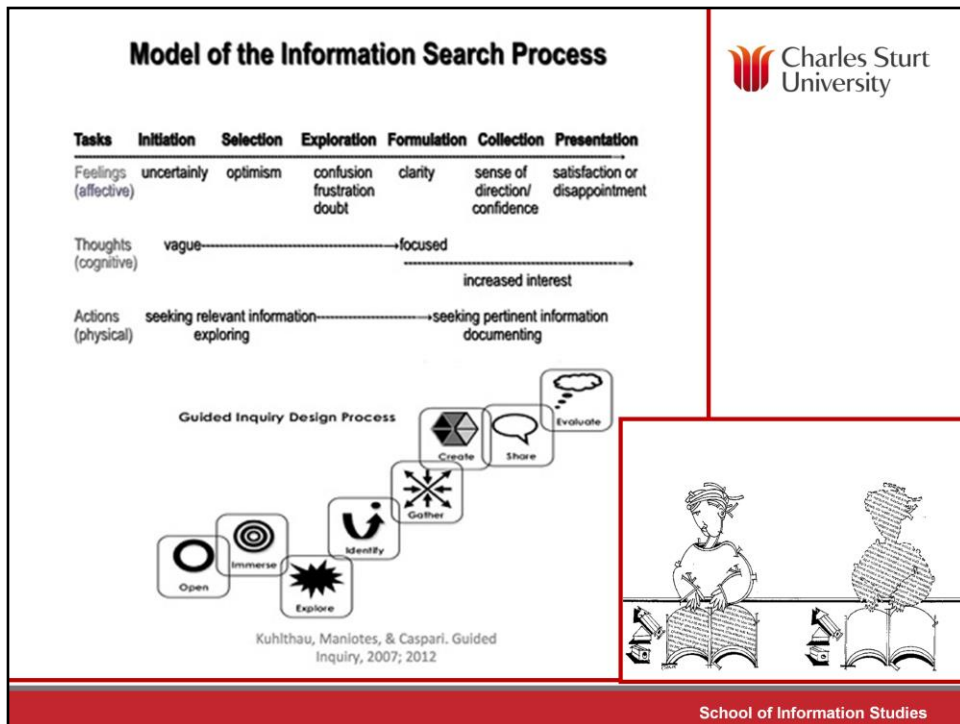 Model of the Information Search Process
Charles Sturt
University
Tasks Initiation Selection Exploration Formulation Collection Presentation
Feelings uncertainly optimism confusion clarity sense of satisfaction or
(affective) frustration direction/ disappointment
doubt confidence
Thoughts vague focused
(cognitive)
increased interest
Actions seeking relevant information seeking pertinent information
(physical) exploring documenting
Guided Inquiry Design Process
Evaluate
Create Share
Gather
Identify
Immerse
Open
Explore
Kuhlthau, Maniotes, & Caspari. Guided
Inquiry, 2007; 2012
School of Information Studies